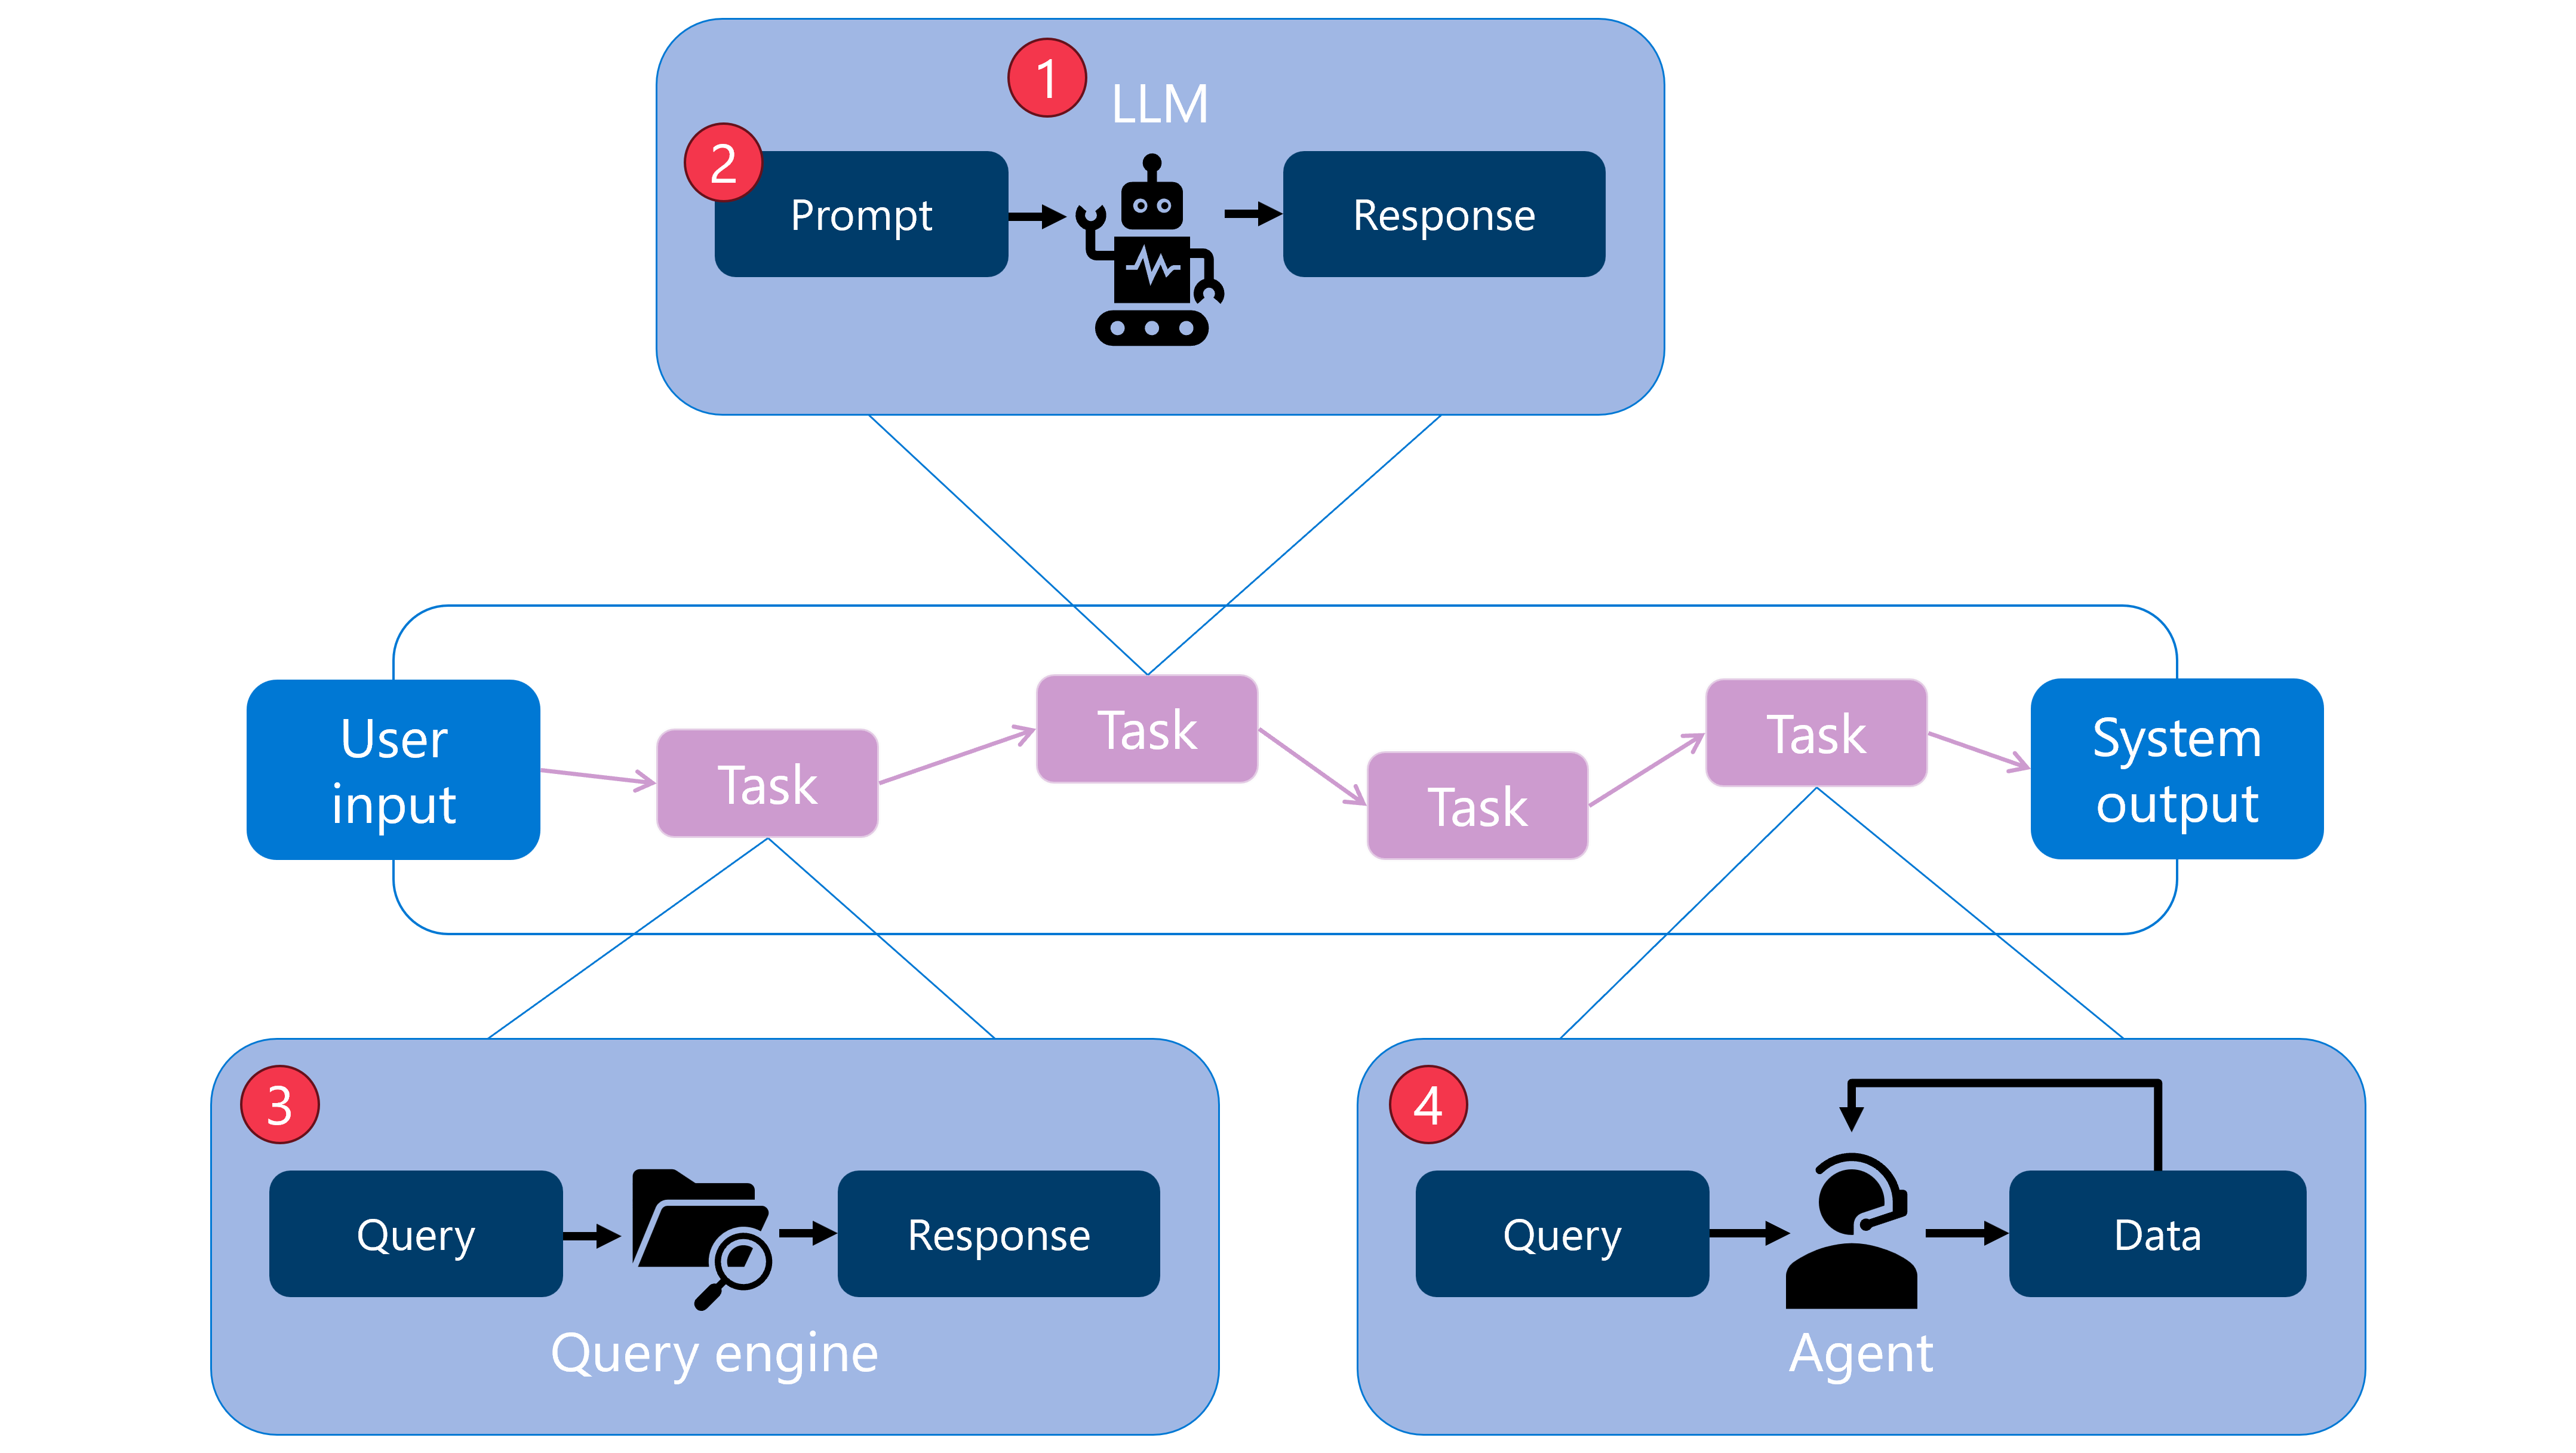 1
LLM
2
Prompt
Response
User
input
Task
Task
Task
Task
System
output
3
Query
Response
Query engine
4
Query
Data
Agent